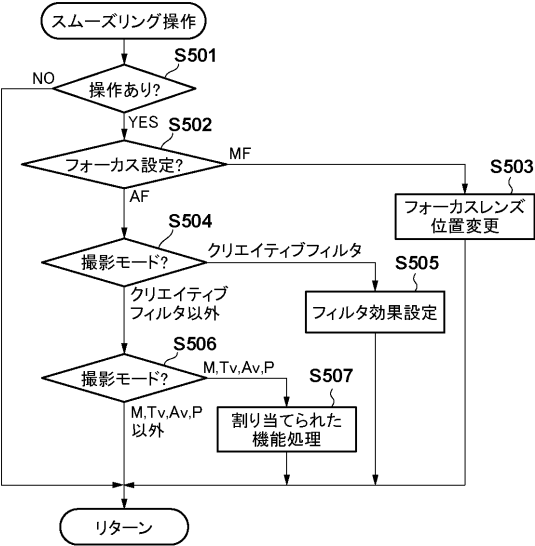 スムーズリング操作
S501
操作あり?
NO
YES
S502
フォーカス設定?
MF
AF
S503
フォーカスレンズ
位置変更
S504
撮影モード?
クリエイティブフィルタ
クリエイティブ
フィルタ以外
S505
フィルタ効果設定
S506
撮影モード?
M,Tv,Av,P
M,Tv,Av,P
以外
S507
割り当てられた
機能処理
リターン